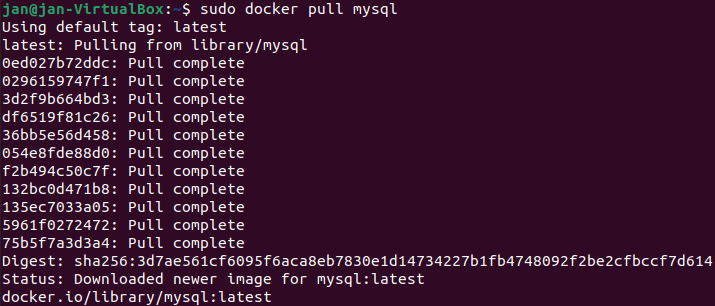 jan@jan-VirtualBox:~$ sudo docker pull mysql
Using default tag: latest
latest: Pulling from library/mysql
0ed027b72ddc: Pull complete
0296159747f1: Pull complete
3d2f9b664bd3: Pull complete
df6519f81c26: Pull complete
36bb5e56d458: Pull complete
054e8fde88d0: Pull complete
f2b494c50c7f: Pull complete
132bc0d471b8: Pull complete
135ec7033a05: Pull complete
5961f0272472: Pull complete
75b5f7a3d3a4: Pull complete
Digest: sha256:3d7ae561cf6095f6aca8eb7830e1d14734227b1fb4748092f2be2cfbccf7d614
Status: Downloaded newer image for mysql:latest
docker.io/library/mysql:latest